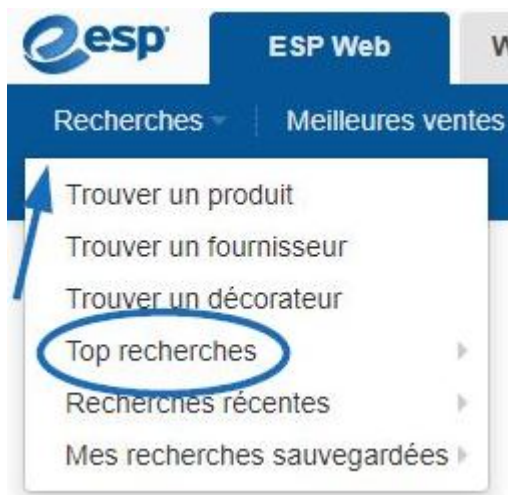 esp
ESP Web
W
Recherches
Meilleures ventes
Trouver un produit
Trouver un fournisseur
Trouver un décorateur
Top recherches
Recherches récentes
Mes recherches sauvegardées